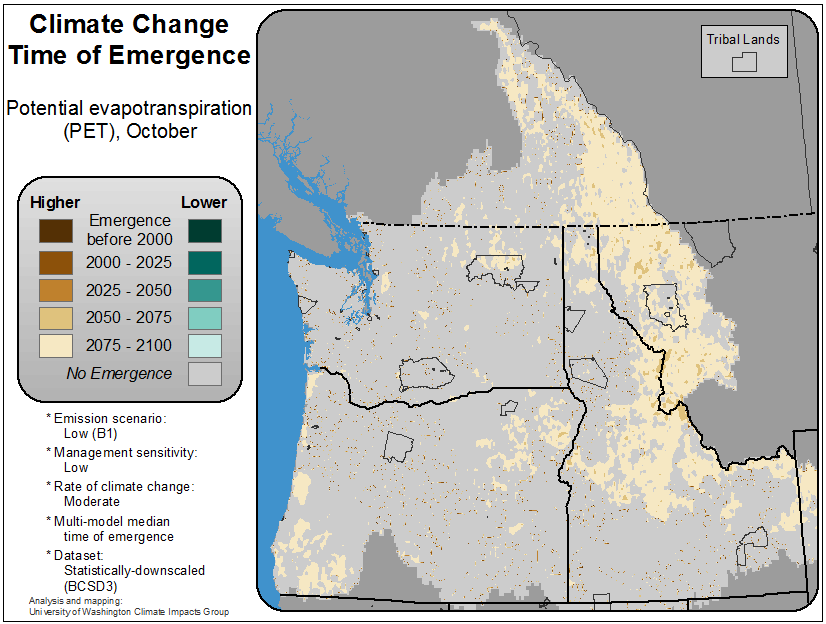 Climate Change
Time of Emergence
Potential evapotranspiration
(PET), October
Higher
Lower
Emergence
before 2000
2000 - 2025
2025 - 2050
2050 - 2075
2075 - 2100
No Emergence
* Emission scenario:
Low (B1)
* Management sensitivity:
Low
* Rate of climate change:
Moderate
* Multi-model median
time of emergence
* Dataset:
Statistically-downscaled
(BCSD3)
Analysis and mapping:
University of Washington Climate Impacts Group
Tribal Lands